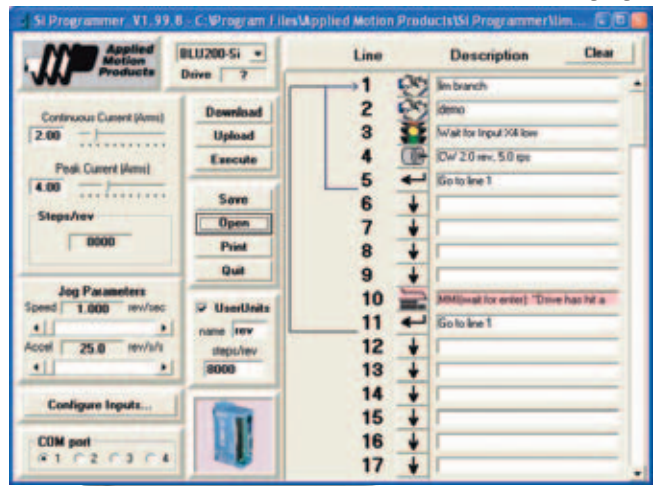 Si Programmer V1.99.8 - C:\Program Files\Applied Motion Products\Si Programmer\lim...
Applied Motion Products
BLU200-Si
Drive ?
Continuous Current (Arms)
2.00
Peak Current (Arms)
4.00
Steps/rev
8000
Jog Parameters
Speed 1.000 rev/sec
Accel 25.0 rev/s/s
Configure Inputs...
COM port
1 2 3 4
Download
Upload
Execute
Save
Open
Print
Quit
UserUnits
name rev
steps/rev
8000
Line Description Clear
1 lim branch
2 demo
3 Wait for Input X4 low
4 CW 2.0 rev, 5.0 rps
5 Go to line 1
6
7
8
9
10 MMI(wait for enter): "Drive has hit a
11 Go to line 1
12
13
14
15
16
17